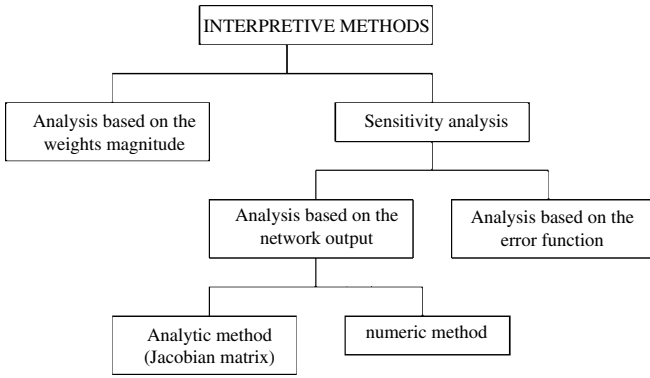 INTERPRETIVE METHODS
Analysis based on the
weights magnitude
Sensitivity analysis
Analysis based on the
network output
Analysis based on the
error function
Analytic method
(Jacobian matrix)
numeric method